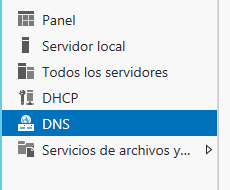 Panel
Servidor local
Todos los servidores
DHCP
DNS
Servicios de archivos y...